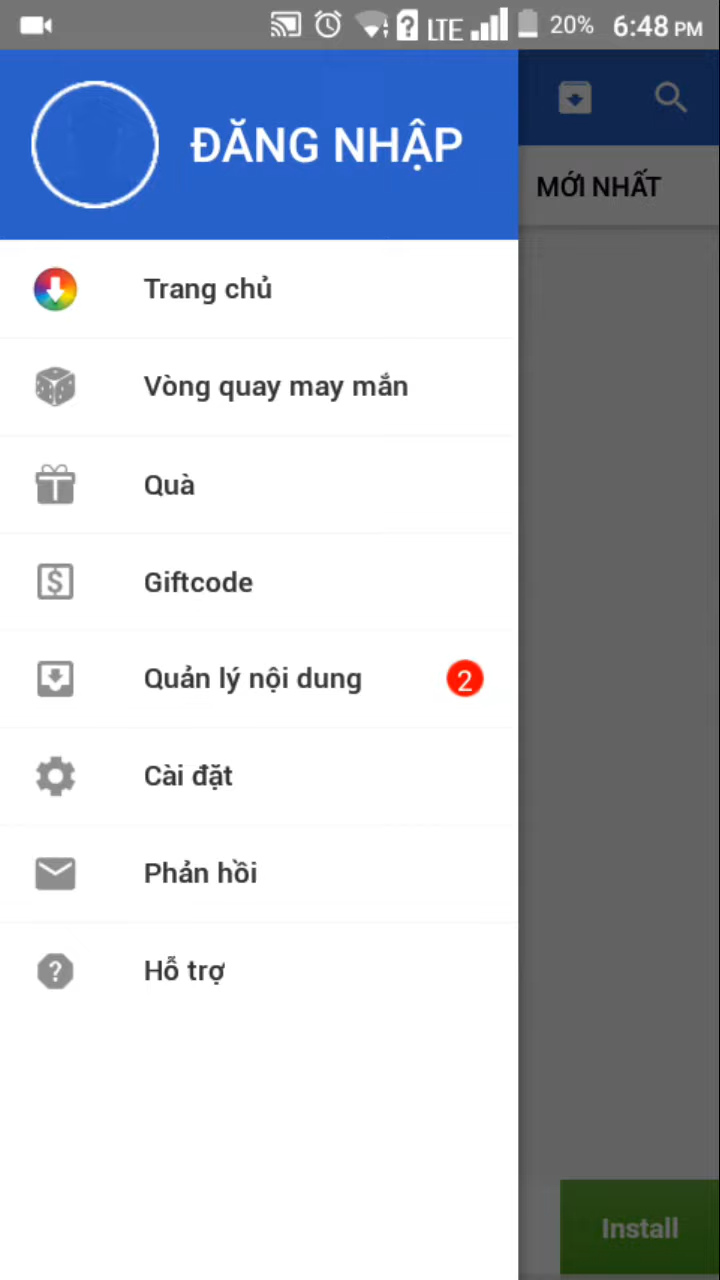 LTE 20% 6:48 PM
ĐĂNG NHẬP
MỚI NHẤT
Trang chủ
Vòng quay may mắn
Quà
Giftcode
Quản lý nội dung 2
Cài đặt
Phản hồi
Hỗ trợ
Install